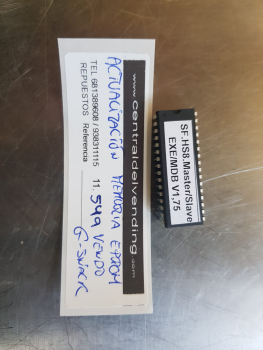 www.centraldelvending.com
TEL 681389608 / 938311115
REPUESTOS Referencia
11. 549 VENDO
ACTUALIZACIÓN MEMORIA EPROM
G-SNACK
SF.HS8.Master/Slave
EXE/MDB V1,75